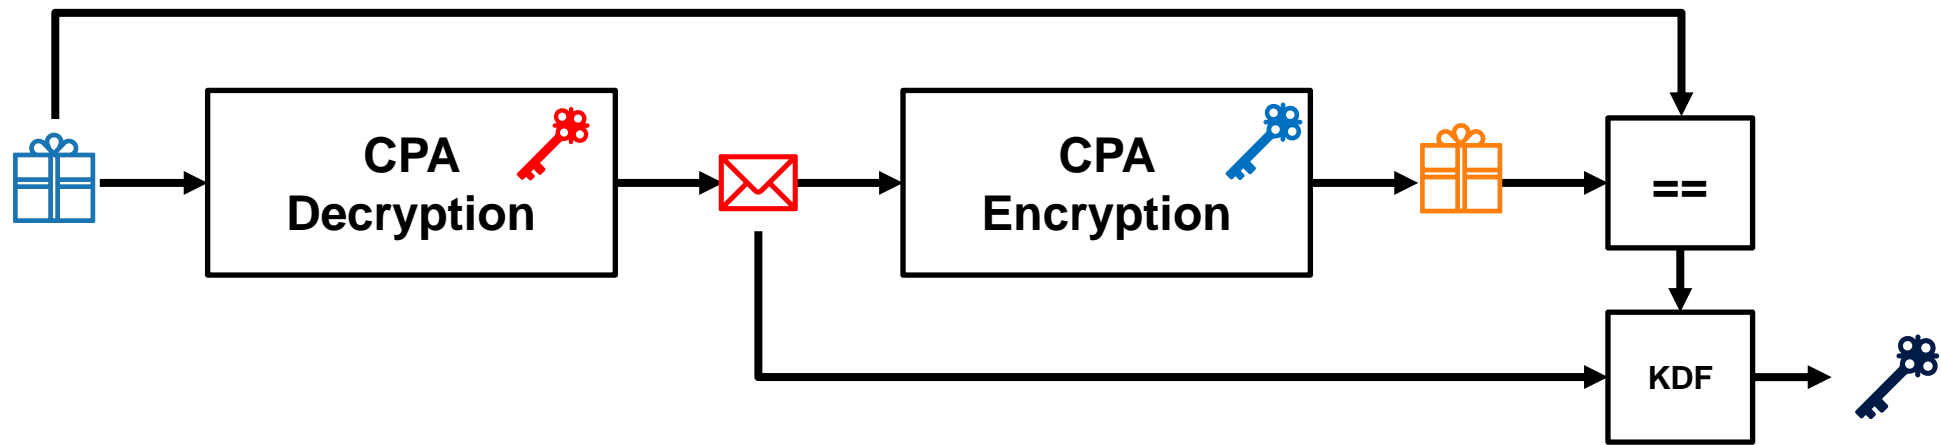 CPA
Decryption
CPA
Encryption
==
KDF